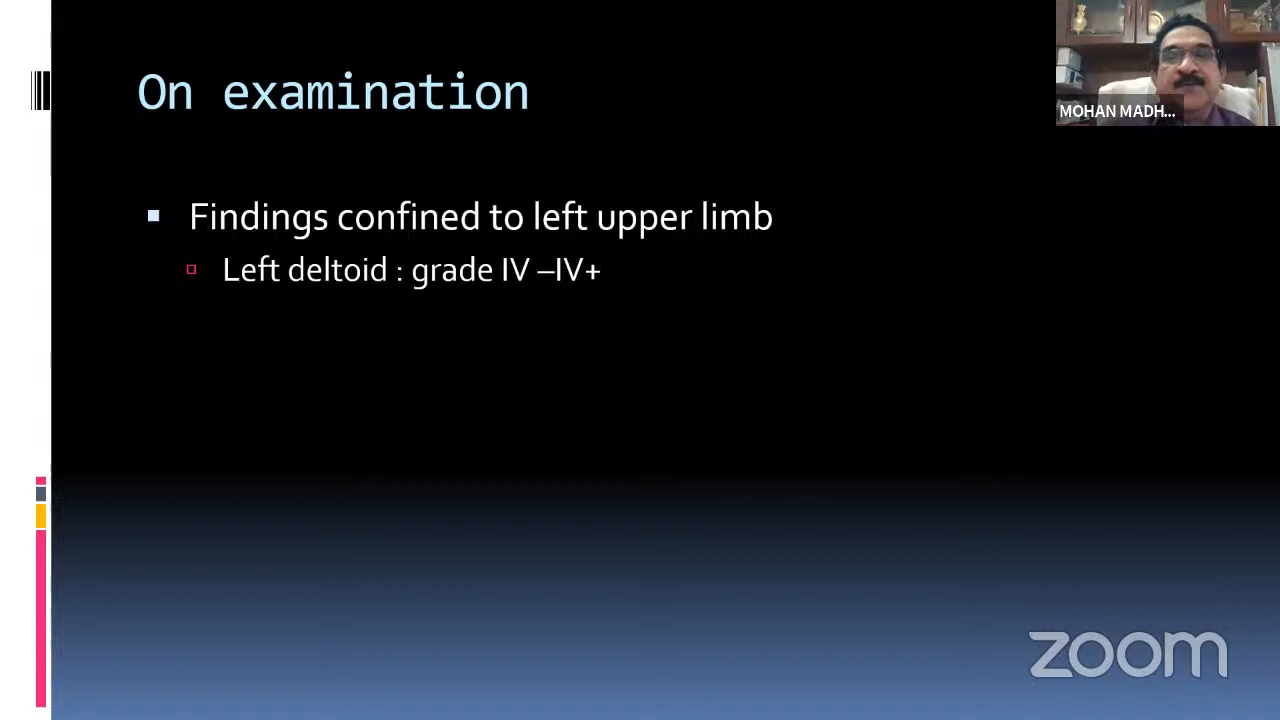 On examination
MOHAN MADH...
Findings confined to left upper limb
Left deltoid : grade IV –IV+
zoom